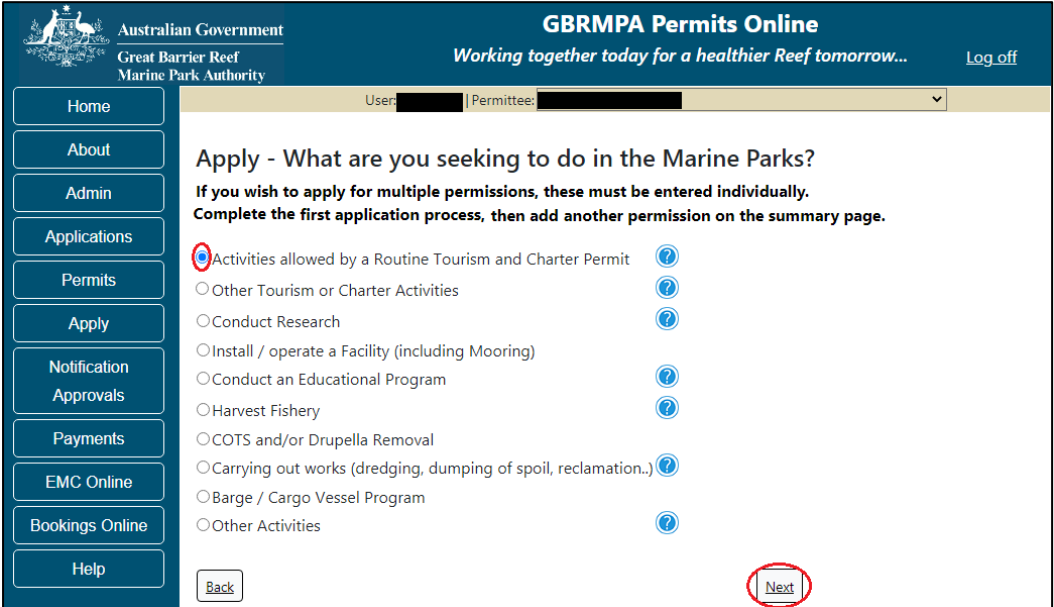 Australian Government
Great Barrier Reef
Marine Park Authority
GBRMPA Permits Online
Working together today for a healthier Reef tomorrow...
Log off
User: | Permittee:
Home
About
Admin
Applications
Permits
Apply
Notification
Approvals
Payments
EMC Online
Bookings Online
Help
Apply - What are you seeking to do in the Marine Parks?
If you wish to apply for multiple permissions, these must be entered individually.
Complete the first application process, then add another permission on the summary page.
Activities allowed by a Routine Tourism and Charter Permit ?
Other Tourism or Charter Activities ?
Conduct Research ?
Install / operate a Facility (including Mooring)
Conduct an Educational Program ?
Harvest Fishery ?
COTS and/or Drupella Removal
Carrying out works (dredging, dumping of spoil, reclamation..) ?
Barge / Cargo Vessel Program
Other Activities ?
Back
Next